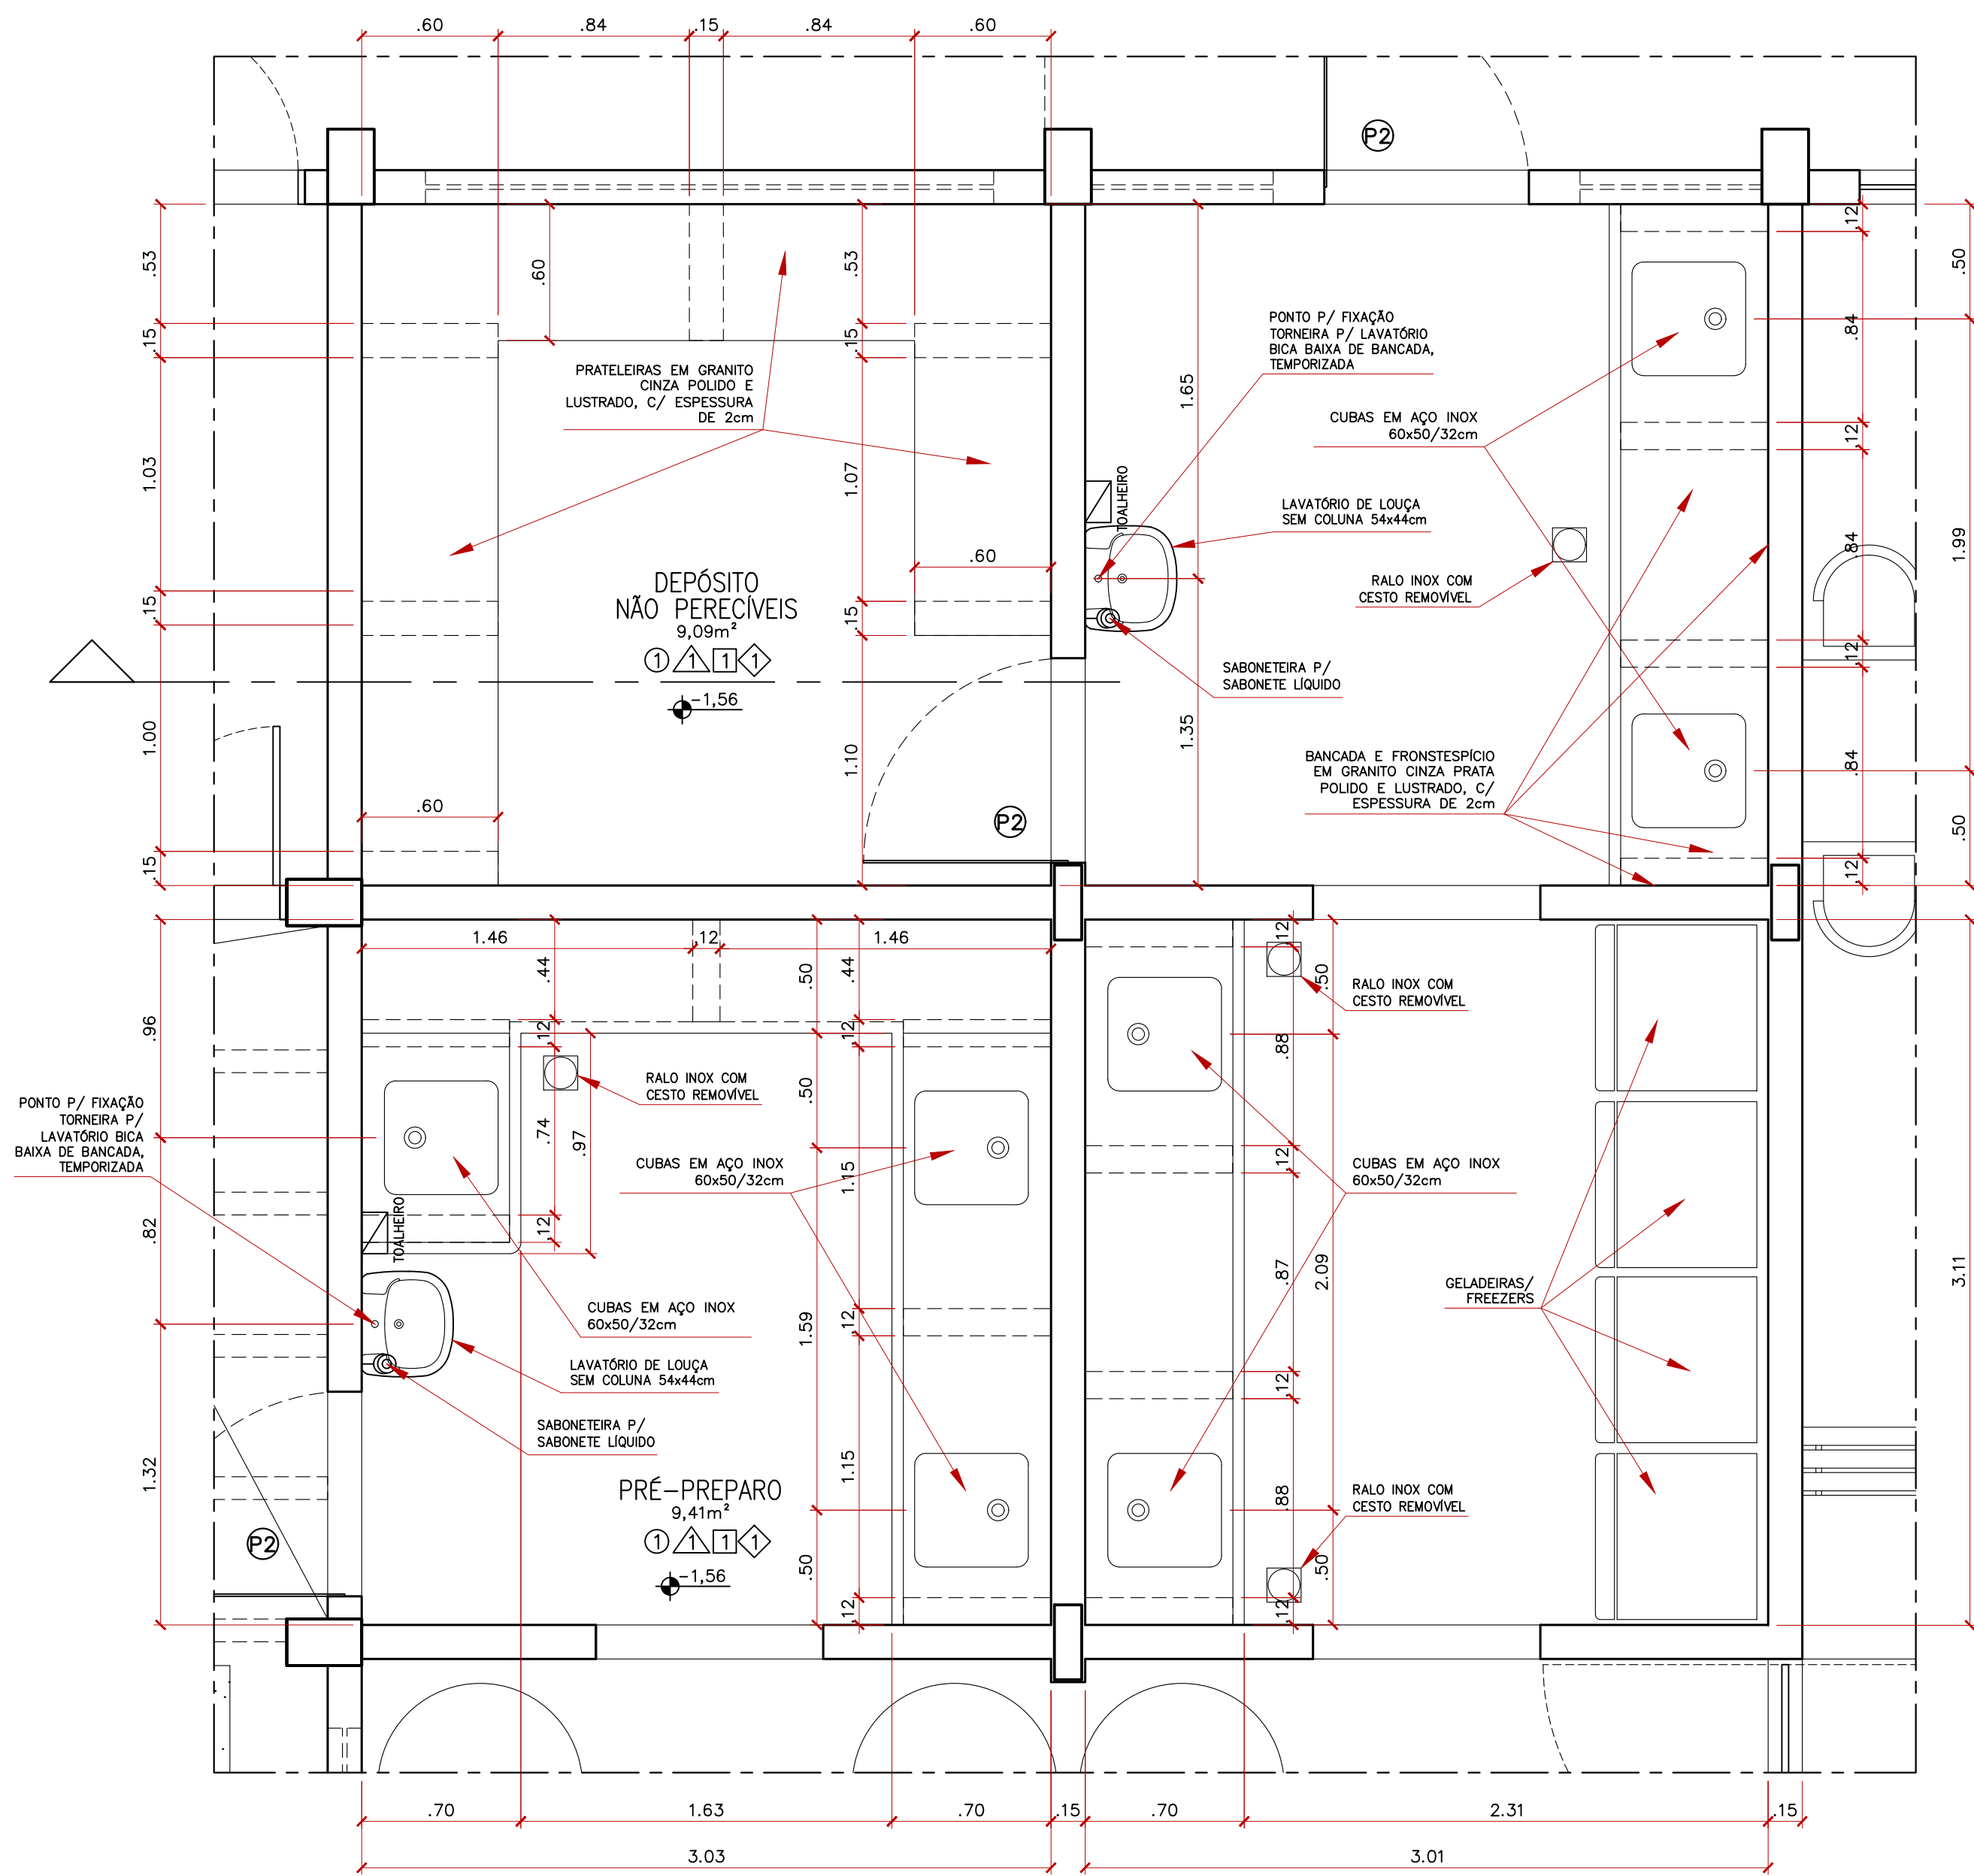 .60
.84
.15
.84
.60
P2
.53
.15
1.03
.15
1.00
.15
.60
.53
.15
1.07
.15
1.10
.60
.60
PRATELEIRAS EM GRANITO
CINZA POLIDO E
LUSTRADO, C/ ESPESSURA
DE 2cm
DEPÓSITO
NÃO PERECÍVEIS
9,09m²
1 1 1 1
-1,56
P2
1.65
1.35
PONTO P/ FIXAÇÃO
TORNEIRA P/ LAVATÓRIO
BICA BAIXA DE BANCADA,
TEMPORIZADA
CUBAS EM AÇO INOX
60x50/32cm
TOALHEIRO
LAVATÓRIO DE LOUÇA
SEM COLUNA 54x44cm
RALO INOX COM
CESTO REMOVÍVEL
SABONETEIRA P/
SABONETE LÍQUIDO
BANCADA E FRONSTESPÍCIO
EM GRANITO CINZA PRATA
POLIDO E LUSTRADO, C/
ESPESSURA DE 2cm
.12
.84
.12
.84
.12
.84
.12
.50
1.99
.50
1.46
.12
1.46
.96
.82
1.32
PONTO P/ FIXAÇÃO
TORNEIRA P/
LAVATÓRIO BICA
BAIXA DE BANCADA,
TEMPORIZADA
.44
.12
.74
.12
.97
RALO INOX COM
CESTO REMOVÍVEL
.50
.50
1.59
.50
.44
.12
1.15
.12
1.15
.12
CUBAS EM AÇO INOX
60x50/32cm
TOALHEIRO
CUBAS EM AÇO INOX
60x50/32cm
LAVATÓRIO DE LOUÇA
SEM COLUNA 54x44cm
SABONETEIRA P/
SABONETE LÍQUIDO
PRÉ-PREPARO
9,41m²
1 1 1 1
-1,56
P2
.12
.88
.12
.87
.12
.88
.12
.50
2.09
.50
RALO INOX COM
CESTO REMOVÍVEL
CUBAS EM AÇO INOX
60x50/32cm
GELADEIRAS/
FREEZERS
RALO INOX COM
CESTO REMOVÍVEL
3.11
.70
1.63
.70
.15
.70
2.31
.15
3.03
3.01